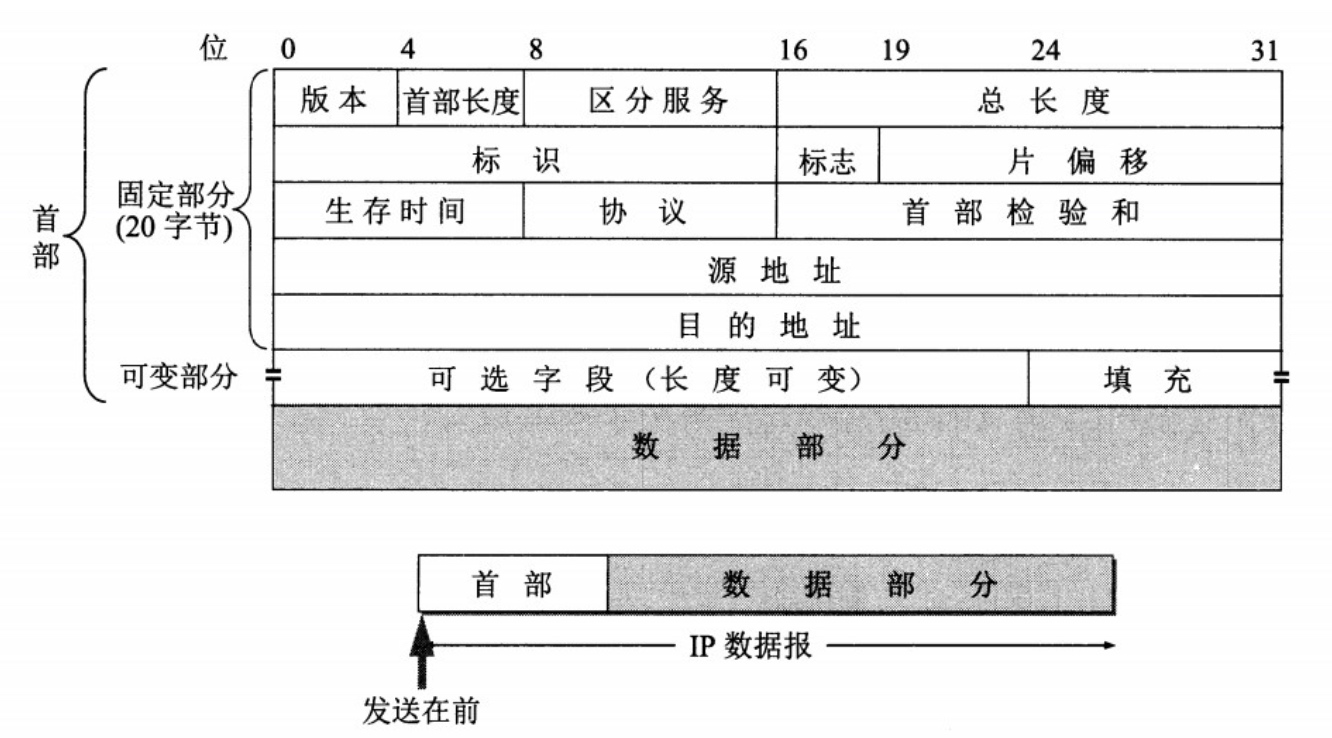 位 0 4 8 16 19 24 31
版本 首部长度 区分服务 总长度
标识 标志 片偏移
固定部分
(20 字节)
生存时间 协议 首部检验和
首部
源地址
目的地址
可变部分 可选字段（长度可变） 填充
数据部分
首部 数据部分
IP 数据报
发送在前